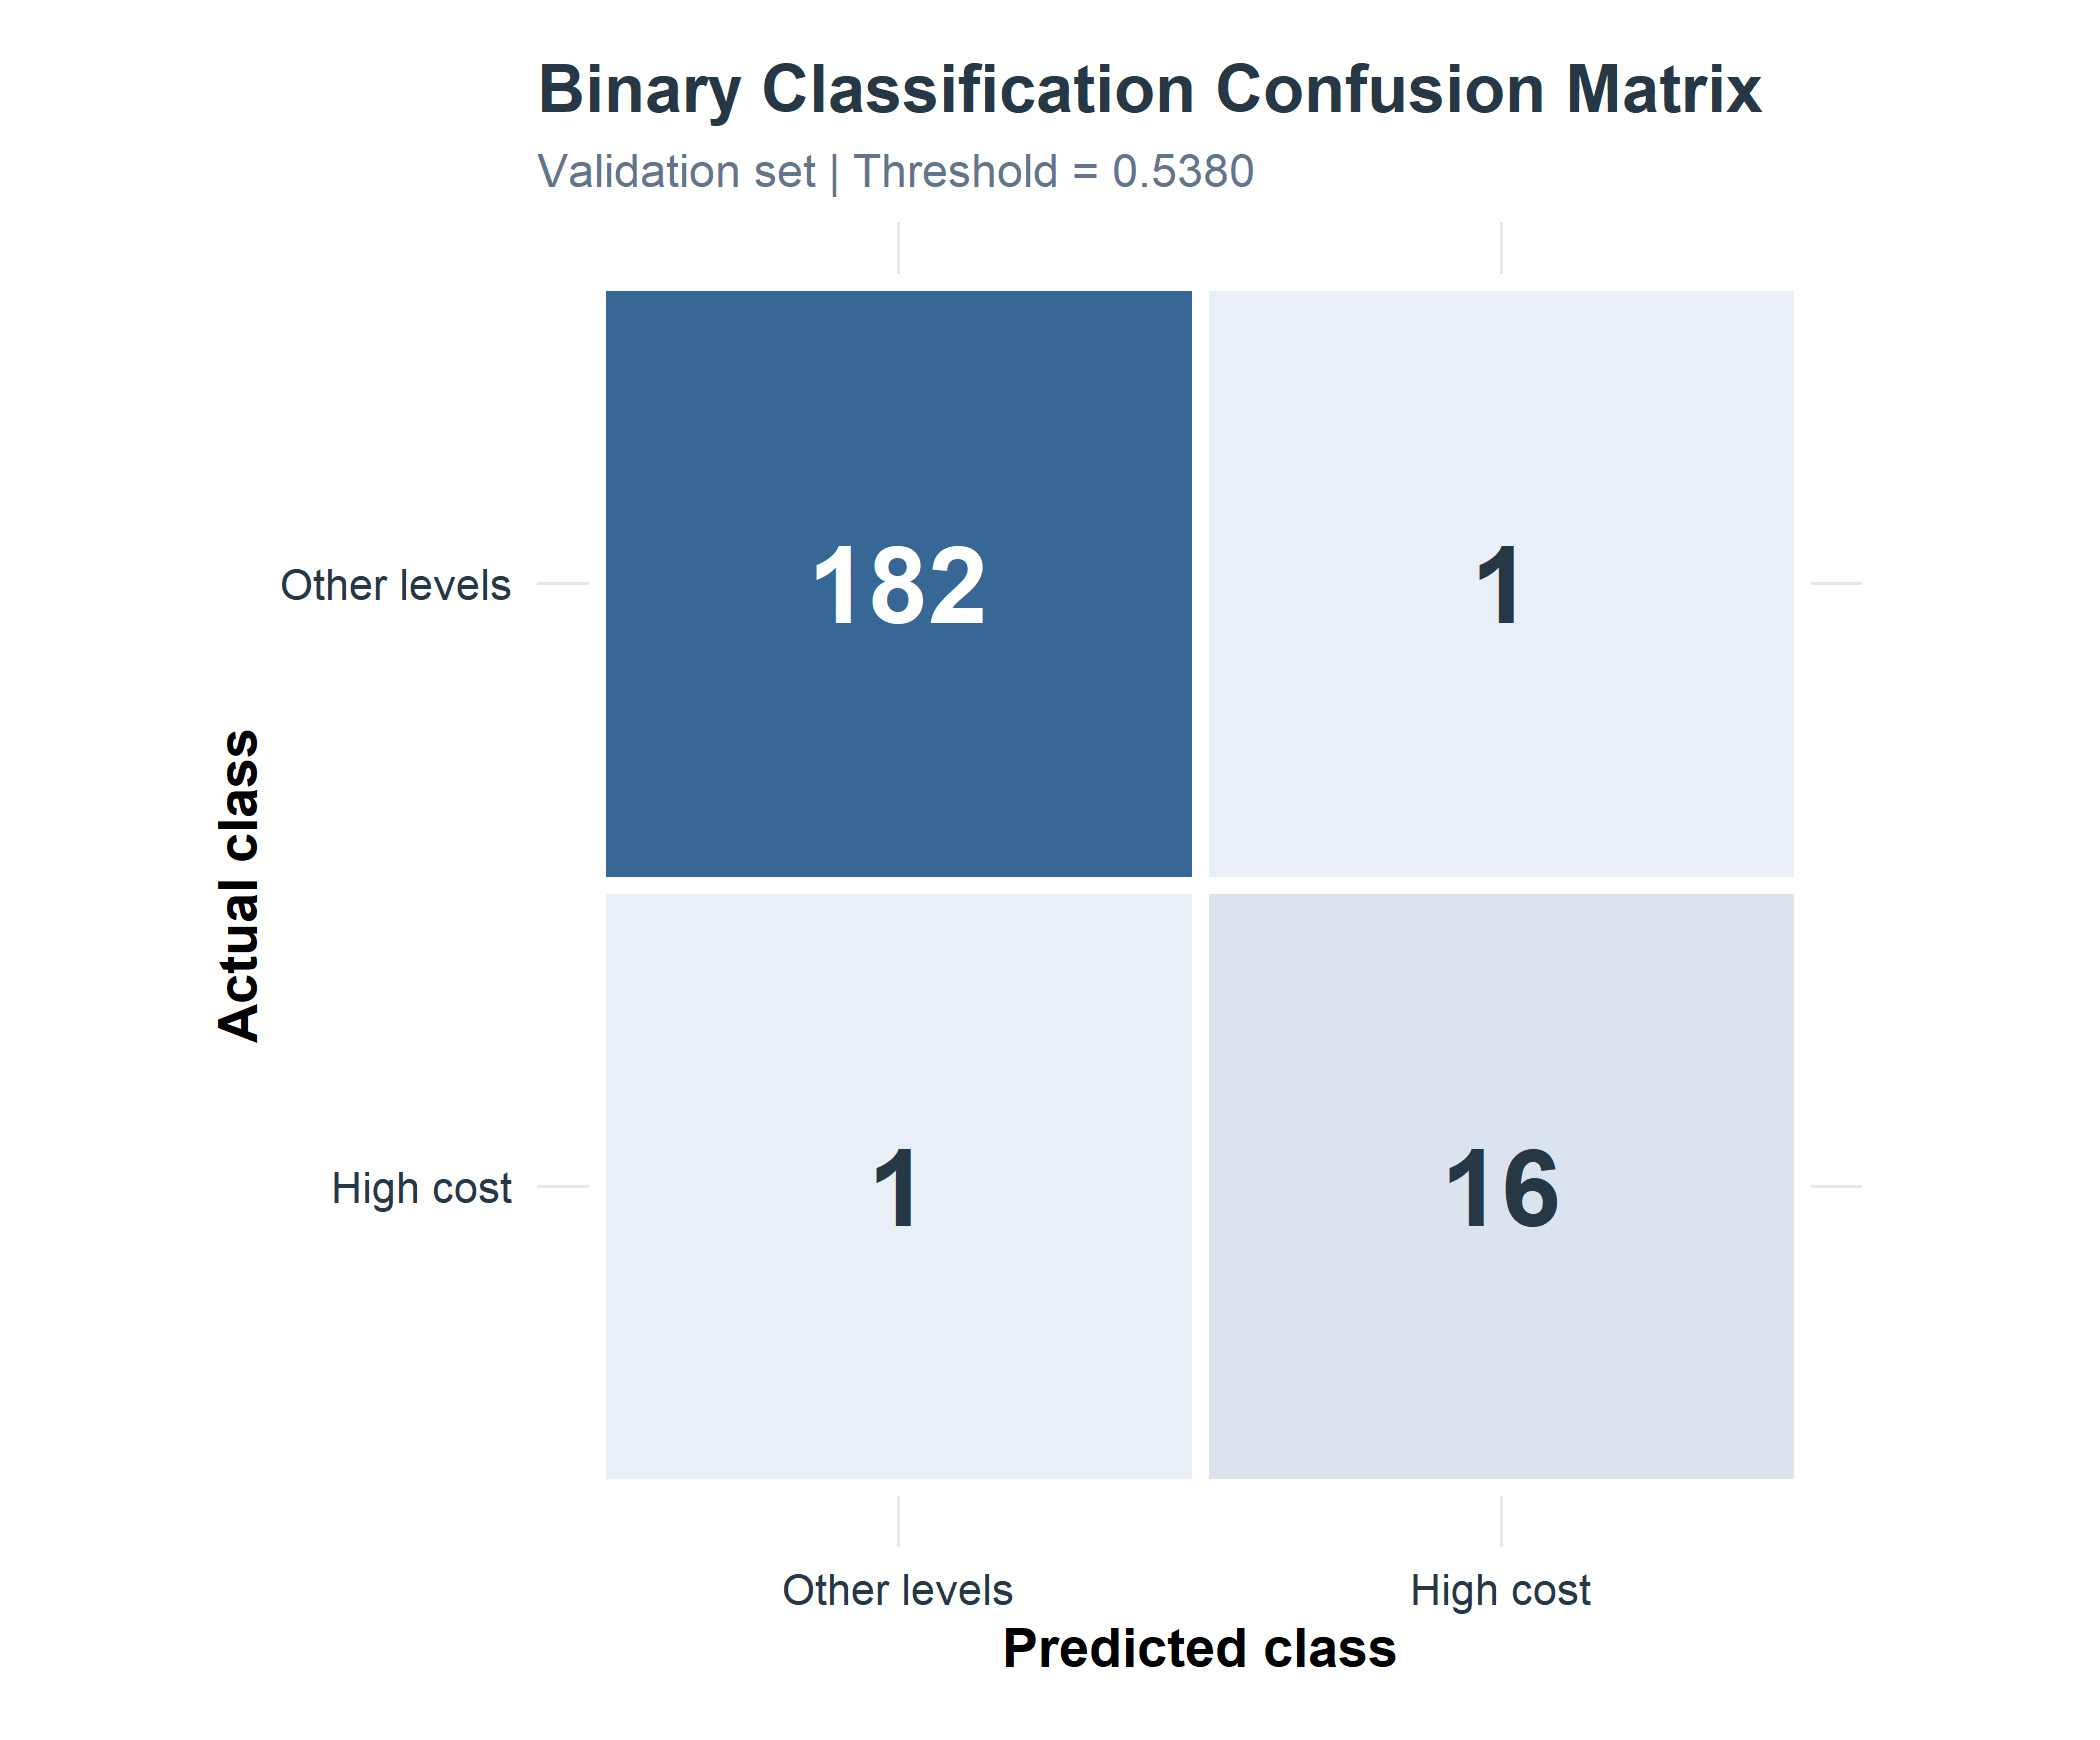 Binary Classification Confusion Matrix
Validation set | Threshold = 0.5380
Other levels
182
1
Actual class
High cost
1
16
Other levels
High cost
Predicted class